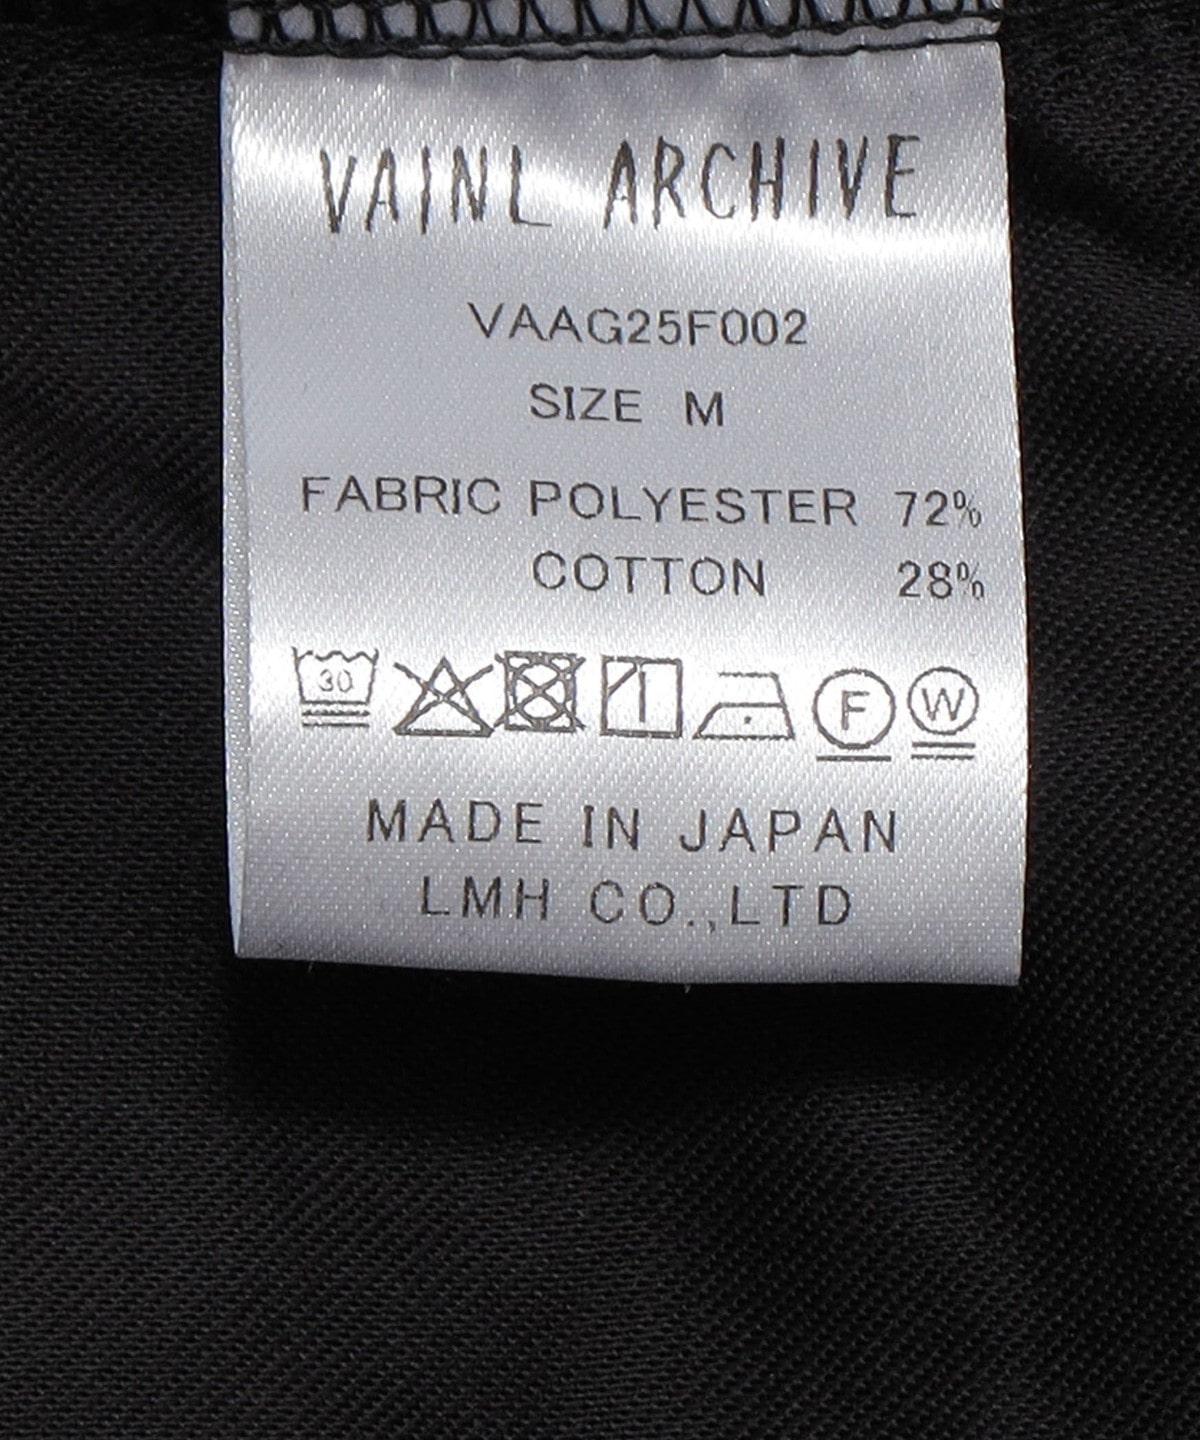 VAINL ARCHIVE
VAAG25F002
SIZE M
FABRIC POLYESTER 72%
COTTON 28%
30 F W
MADE IN JAPAN
LMH CO.,LTD